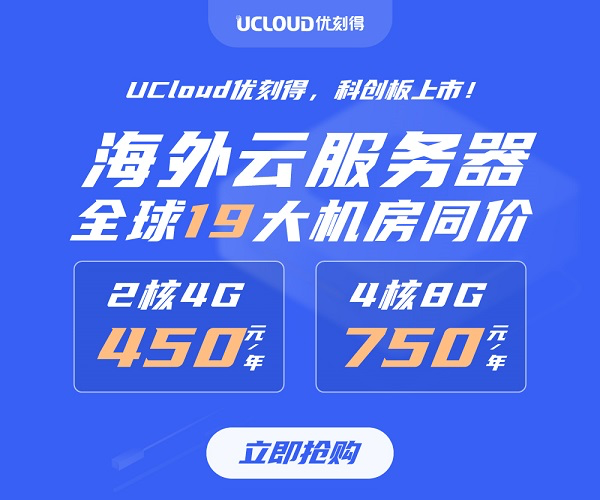 UCLOUD优刻得
UCloud优刻得，科创板上市！
海外云服务器
全球19大机房同价
2核4G
450元/年
4核8G
750元/年
立即抢购